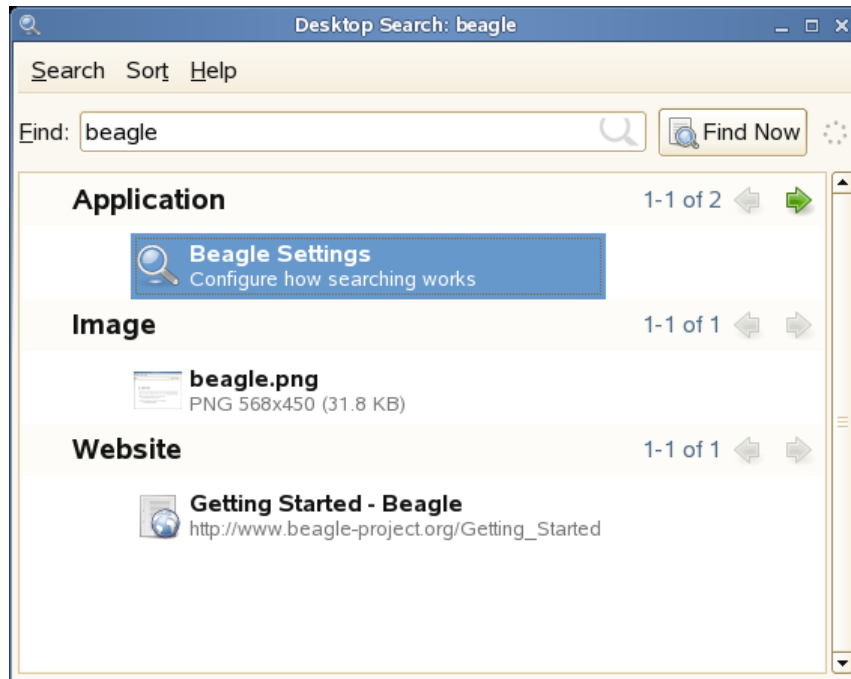 Desktop Search: beagle
Search Sort Help
Find: beagle Find Now
Application 1-1 of 2
Beagle Settings
Configure how searching works
Image 1-1 of 1
beagle.png
PNG 568x450 (31.8 KB)
Website 1-1 of 1
Getting Started - Beagle
http://www.beagle-project.org/Getting_Started